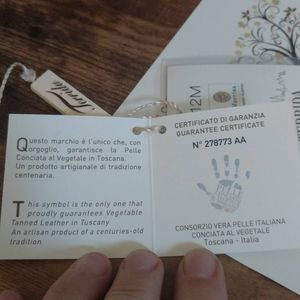 Torrida
12M
Questo marchio è l'unico che, con
orgoglio, garantisce la Pelle
Conciata al Vegetale in Toscana.
Un prodotto artigianale di tradizione
centenaria.
This symbol is the only one that
proudly guarantees Vegetable
Tanned Leather in Tuscany
An artisan product of a centuries-old
tradition
CERTIFICATO DI GARANZIA
GUARANTEE CERTIFICATE
N° 278773 AA
CONSORZIO VERA PELLE ITALIANA
CONCIATA AL VEGETALE
Toscana - Italia